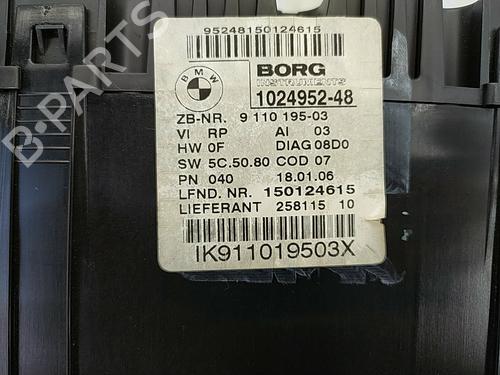 95248150124615
BMW
BORG
INSTRUMENTS
1024952-48
ZB-NR. 9 110 195-03
VI RP AI 03
HW 0F DIAG 08D0
SW 5C.50.80 COD 07
PN 040 18.01.06
LFND. NR. 150124615
LIEFERANT 258115 10
IK911019503X
B-PARTS